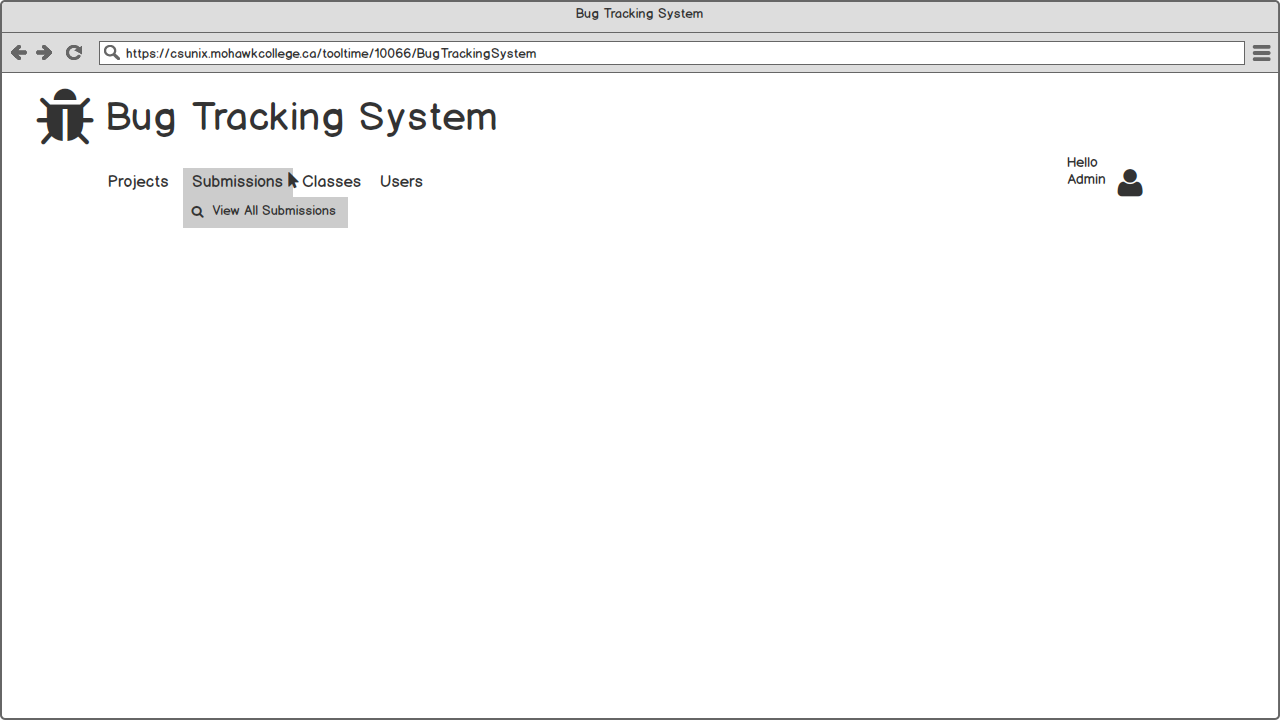 Bug Tracking System
https://csunix.mohawkcollege.ca/tooltime/10066/BugTrackingSystem
Bug Tracking System
Hello
Admin
Projects Submissions Classes Users
View All Submissions